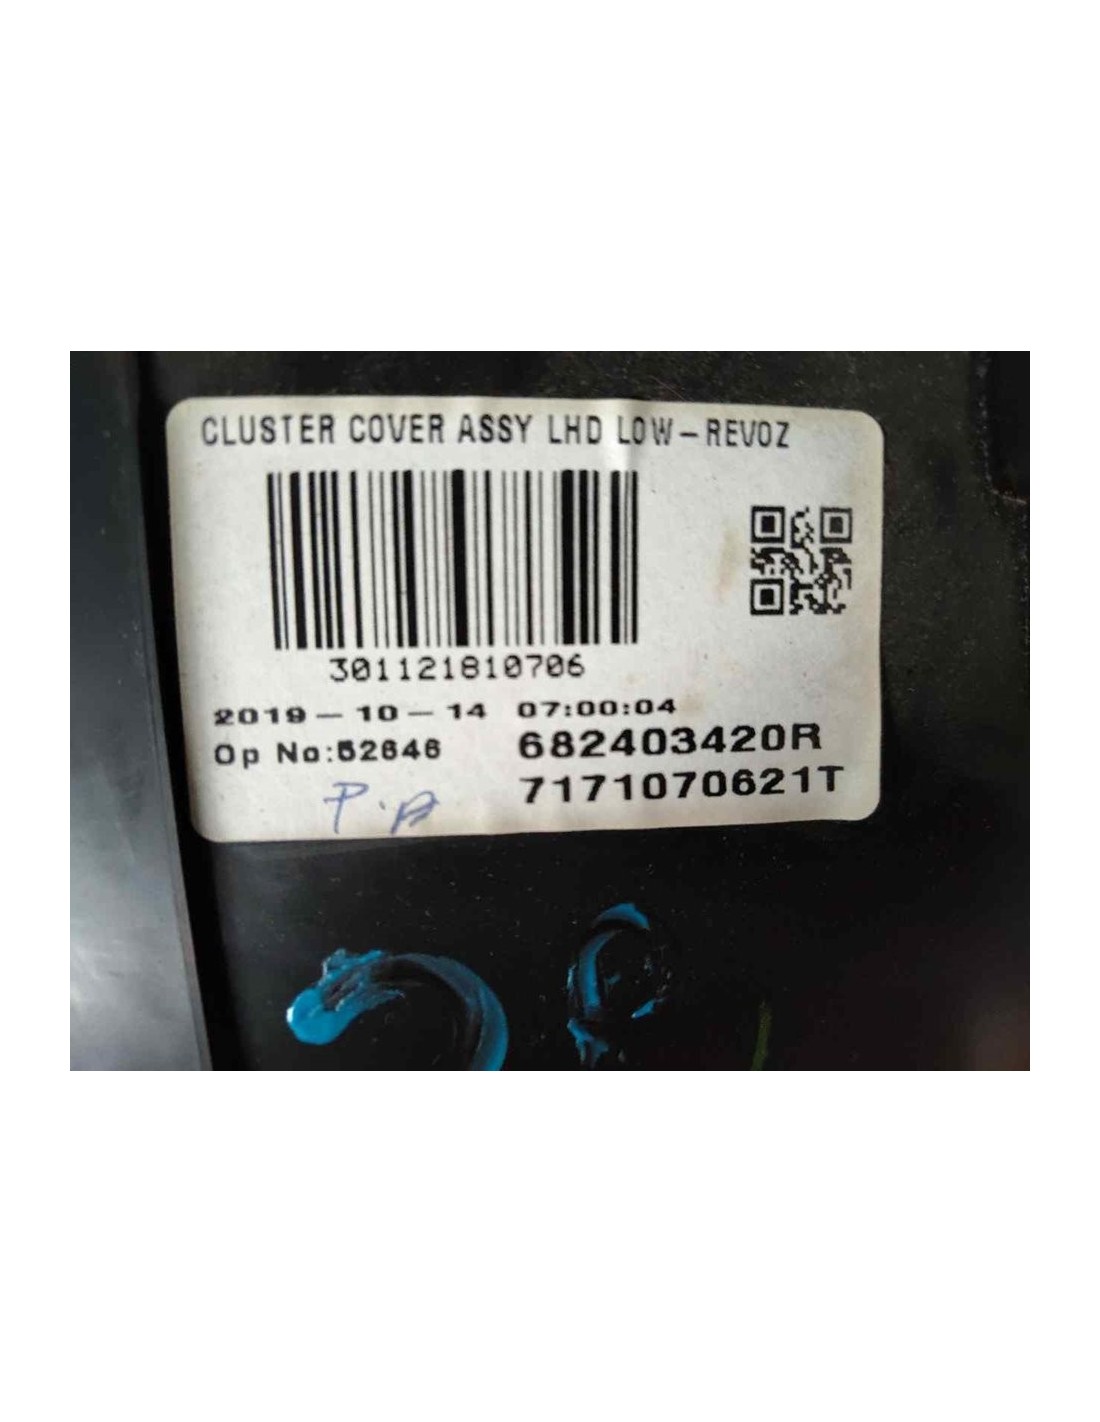 CLUSTER COVER ASSY LHD LOW-REVOZ
301121810706
2019-10-14 07:00:04
Op No:52646
682403420R
7171070621T